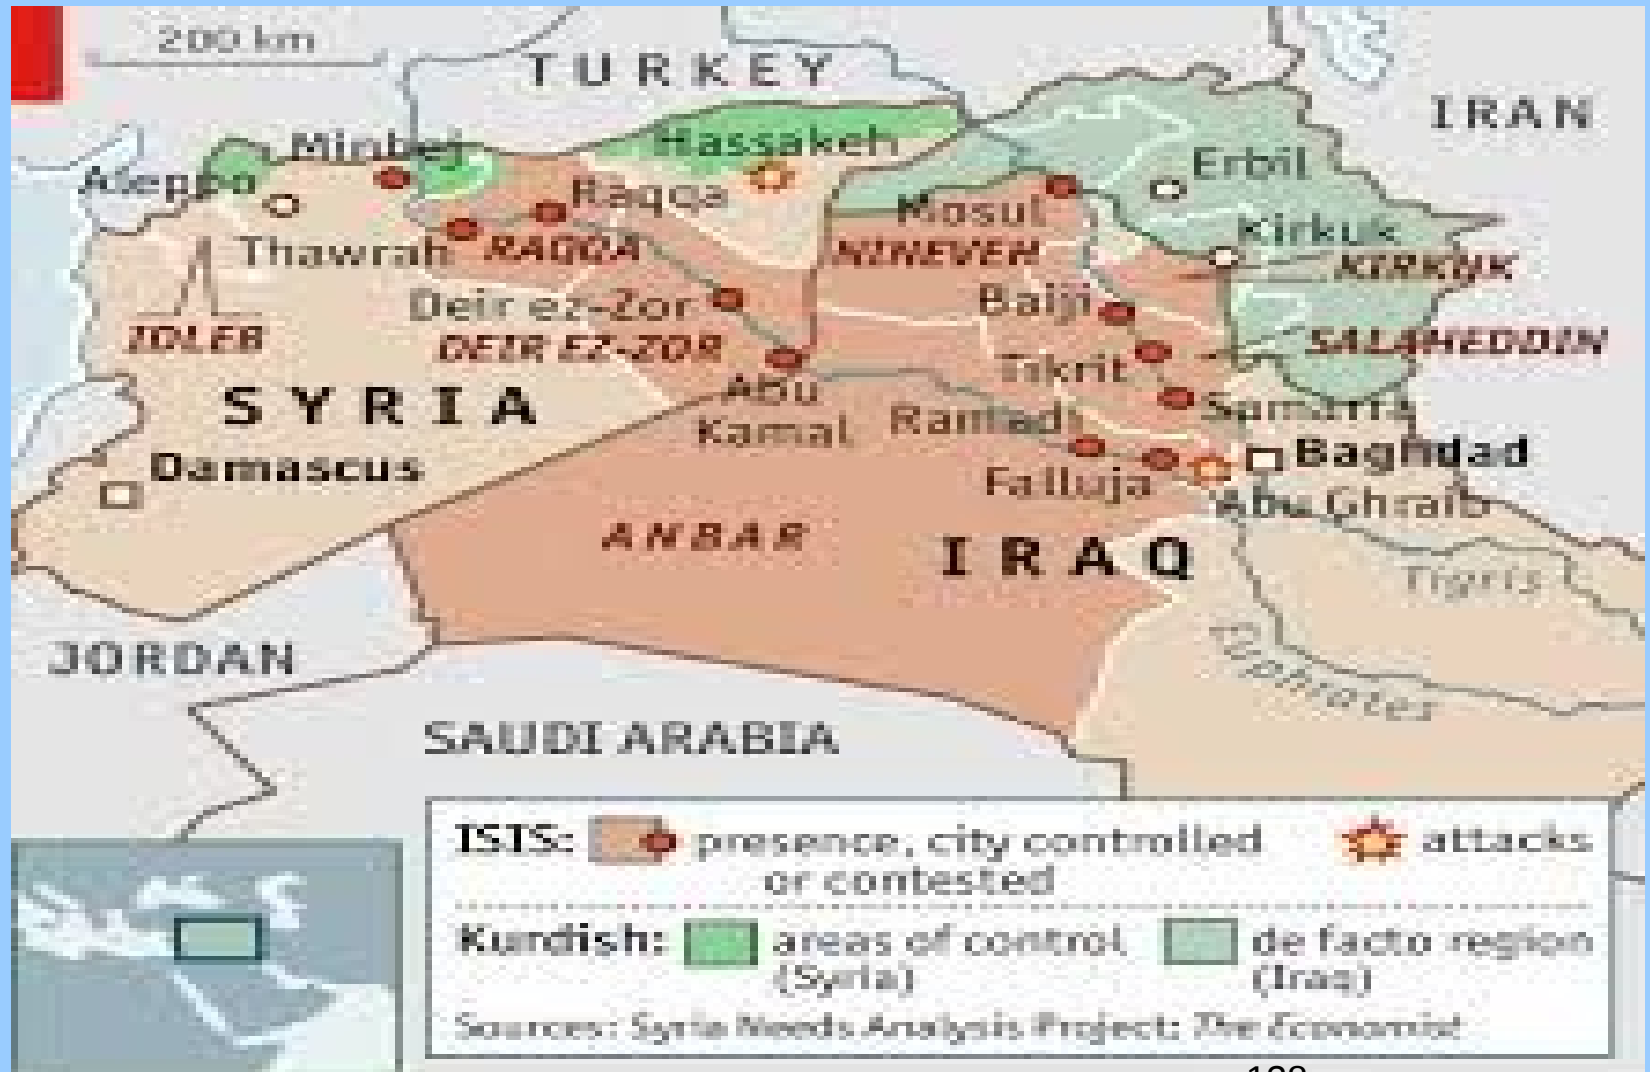 200 km
TURKEY
IRAN
Hassakeh
Minbej
Aleppo
Erbil
Raqqa
Mosul
Kirkuk
Thawrah
RAQQA
NINEVEH
KIRKUK
Deir ez-Zor
Baiji
IDLEB
DEIR EZ-ZOR
SALAHEDDIN
Tikrit
Abu
Kamal
SYRIA
Ramadi
Samarra
Damascus
Baghdad
Falluja
Abu Ghraib
ANBAR
IRAQ
Tigris
Euphrates
JORDAN
SAUDI ARABIA
ISIS: presence, city controlled
or contested
attacks
Kurdish: areas of control
(Syria)
de facto region
(Iraq)
Sources: Syria Needs Analysis Project; The Economist